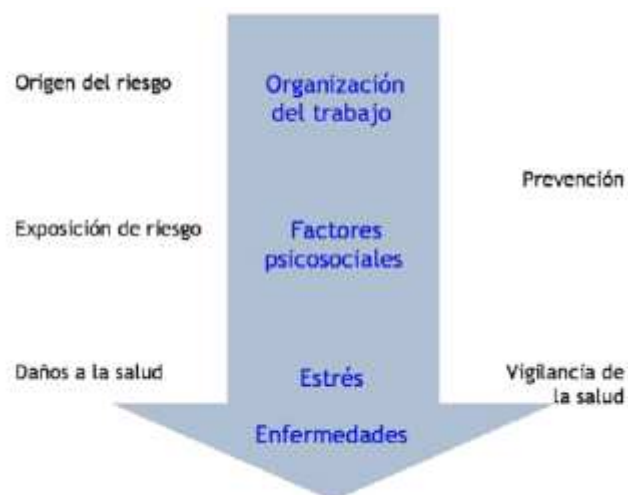 Origen del riesgo
Organización
del trabajo
Prevención
Exposición de riesgo
Factores
psicosociales
Daños a la salud
Estrés
Vigilancia de
la salud
Enfermedades